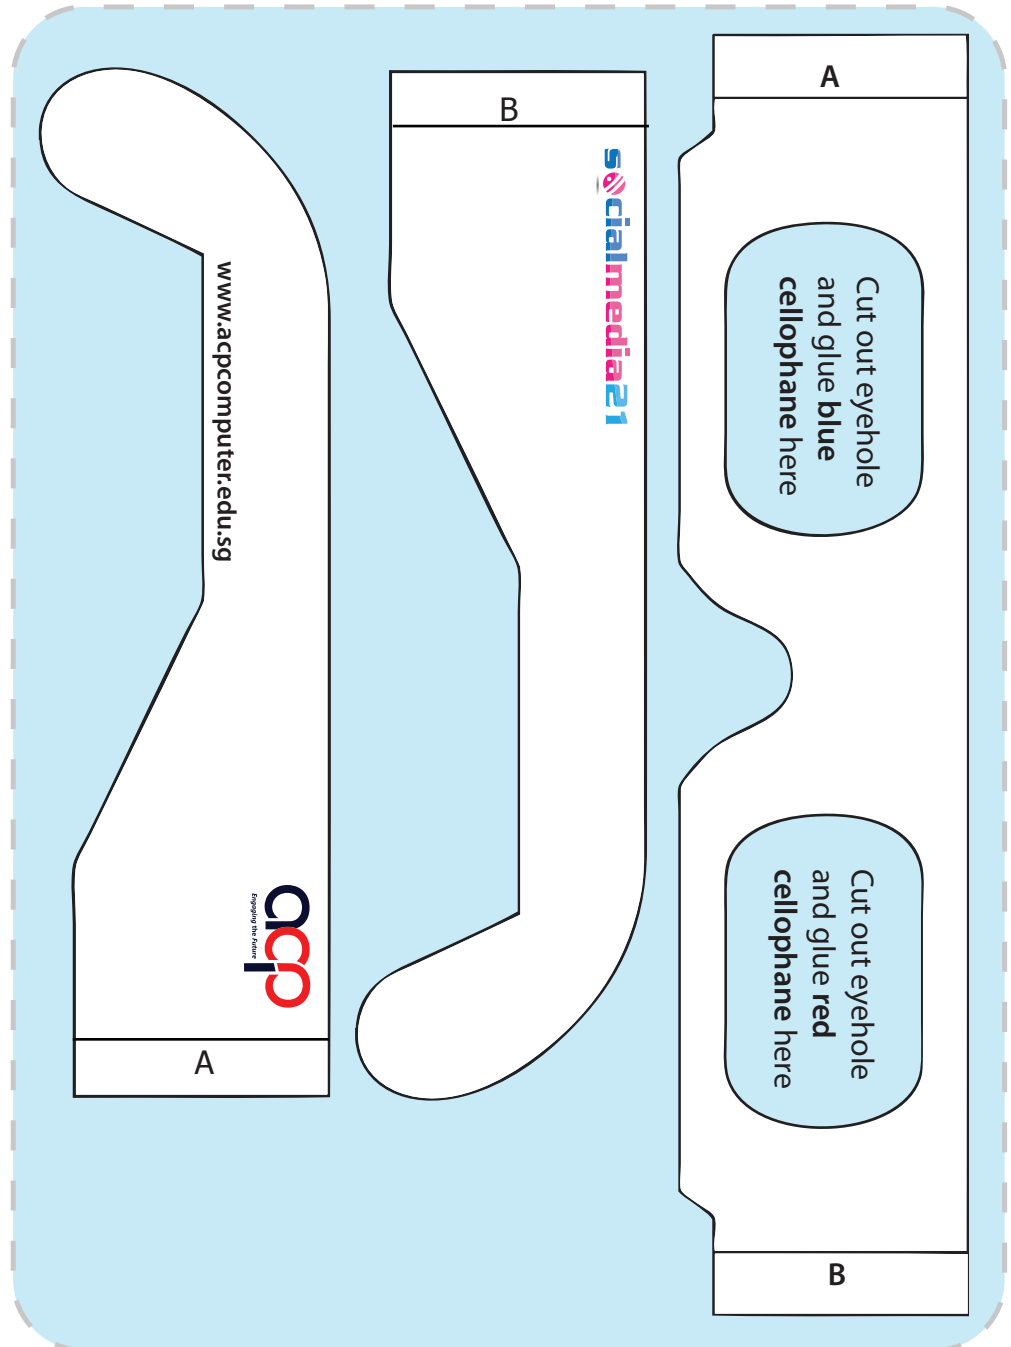 A
B
socialmedia21
www.acpcomputer.edu.sg
Cut out eyehole
and glue blue
cellophane here
Cut out eyehole
and glue red
cellophane here
acp
Engaging the Future
A
B